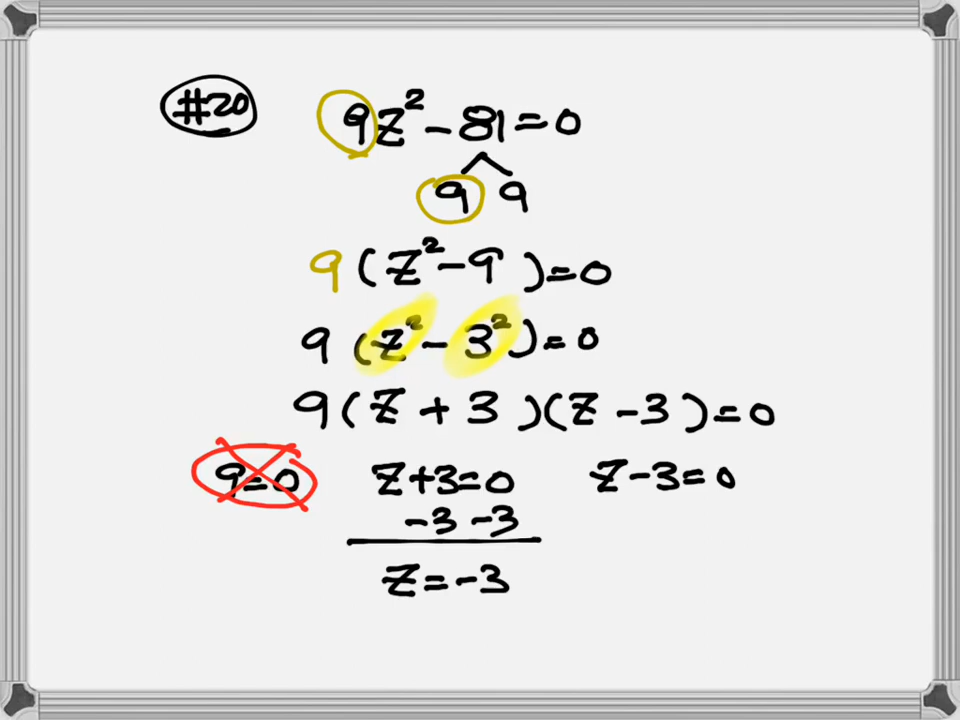 #20 9z² - 81 = 0
9 9
9 (z² - 9) = 0
9 (z² - 3²) = 0
9 (z + 3)(z - 3) = 0
9 = 0 z + 3 = 0 z - 3 = 0
-3 -3
z = -3